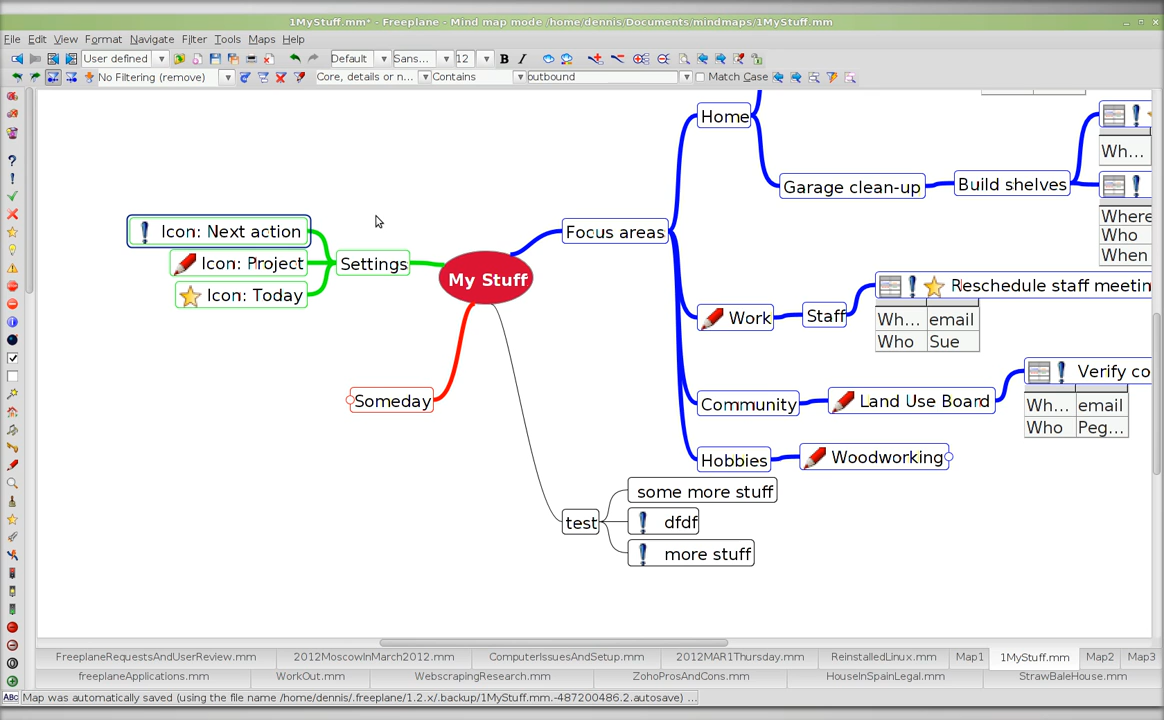 1MyStuff.mm* - Freeplane - Mind map mode /home/dennis/Documents/mindmaps/1MyStuff.mm
File Edit View Format Navigate Filter Tools Maps Help
User defined Default Sans... 12 B I
No Filtering (remove) Core, details or n... Contains outbound Match Case
Home
Garage clean-up
Build shelves
Wh...
Where
Who
When
Icon: Next action
Icon: Project
Icon: Today
Settings
My Stuff
Focus areas
Work
Staff
Reschedule staff meetin
Wh... email
Who Sue
Someday
Community
Land Use Board
Verify co
Wh... email
Who Peg...
Hobbies
Woodworking
test
some more stuff
dfdf
more stuff
FreeplaneRequestsAndUserReview.mm 2012MoscowInMarch2012.mm ComputerIssuesAndSetup.mm 2012MAR1Thursday.mm ReinstalledLinux.mm Map1 1MyStuff.mm Map2 Map3
freeplaneApplications.mm WorkOut.mm WebscrapingResearch.mm ZohoProsAndCons.mm HouseInSpainLegal.mm StrawBaleHouse.mm
Abc Map was automatically saved (using the file name /home/dennis/.freeplane/1.2.x/.backup/1MyStuff.mm.-487200486.2.autosave) ...